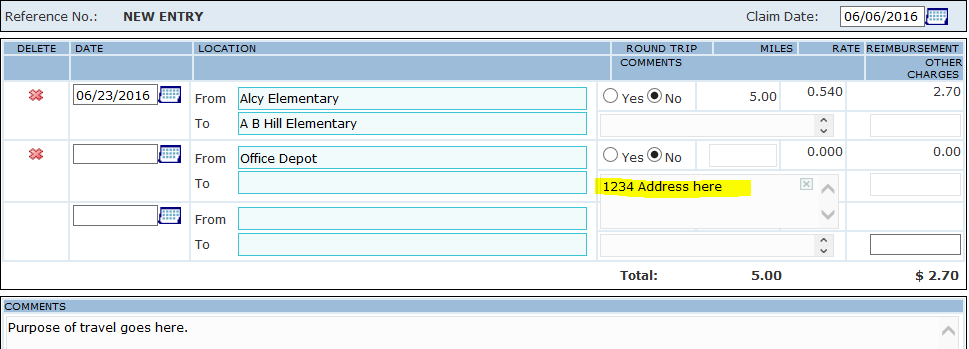 Reference No.: NEW ENTRY Claim Date: 06/06/2016
DELETE DATE LOCATION ROUND TRIP MILES RATE REIMBURSEMENT
COMMENTS OTHER
CHARGES
06/23/2016 From Alcy Elementary Yes No 5.00 0.540 2.70
To A B Hill Elementary
From Office Depot Yes No 0.000 0.00
To 1234 Address here
From
To
Total: 5.00 $ 2.70
COMMENTS
Purpose of travel goes here.